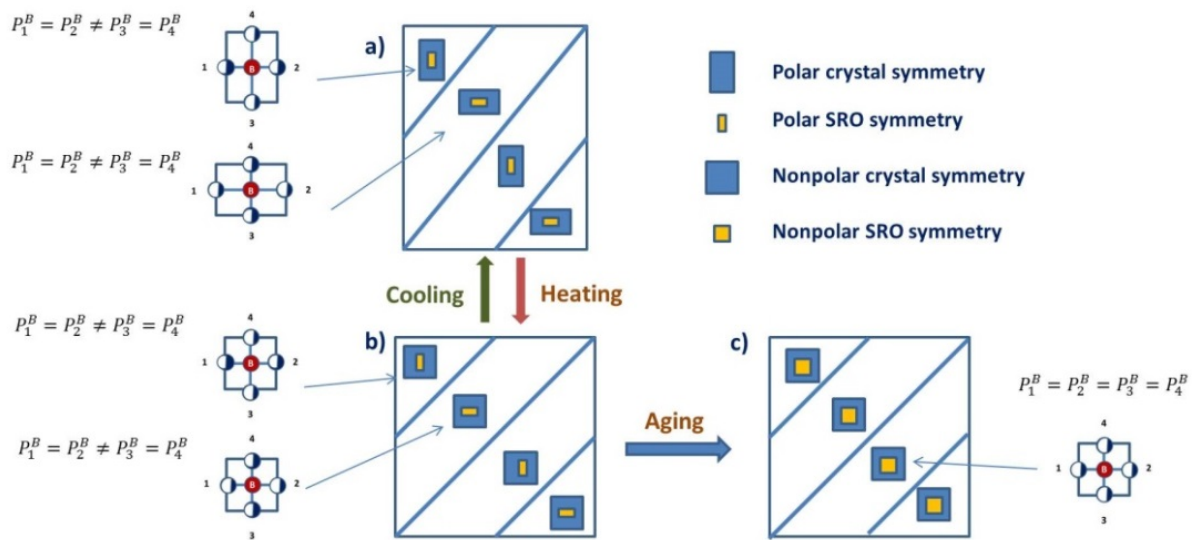 P_1^B = P_2^B ≠ P_3^B = P_4^B
4
1 B 2
3
P_1^B = P_2^B ≠ P_3^B = P_4^B
4
1 B 2
3
a)
Polar crystal symmetry
Polar SRO symmetry
Nonpolar crystal symmetry
Nonpolar SRO symmetry
Cooling
Heating
P_1^B = P_2^B ≠ P_3^B = P_4^B
4
1 B 2
3
P_1^B = P_2^B ≠ P_3^B = P_4^B
4
1 B 2
3
b)
Aging
c)
P_1^B = P_2^B = P_3^B = P_4^B
4
1 B 2
3